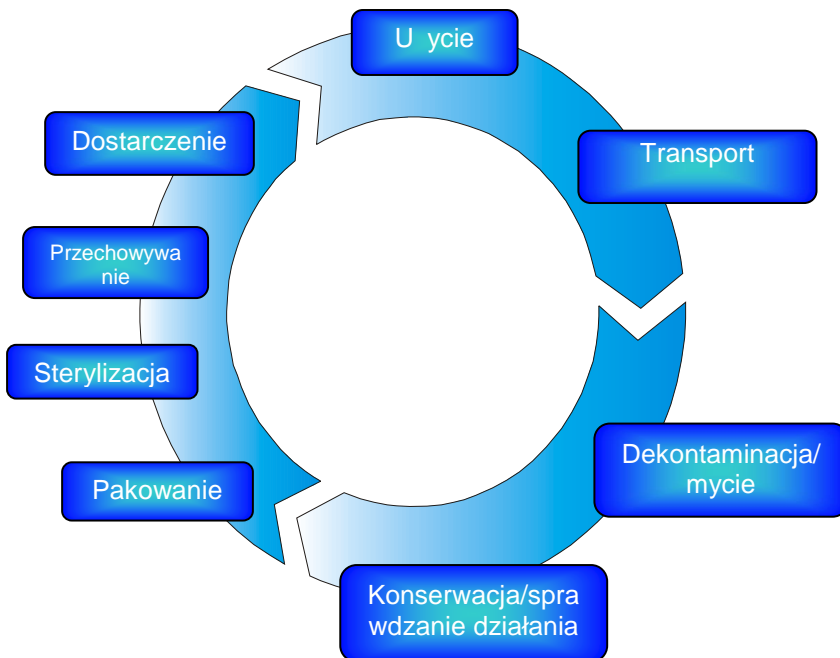 U ycie
Transport
Dekontaminacja/
mycie
Konserwacja/spra
wdzanie działania
Pakowanie
Sterylizacja
Przechowywa
nie
Dostarczenie